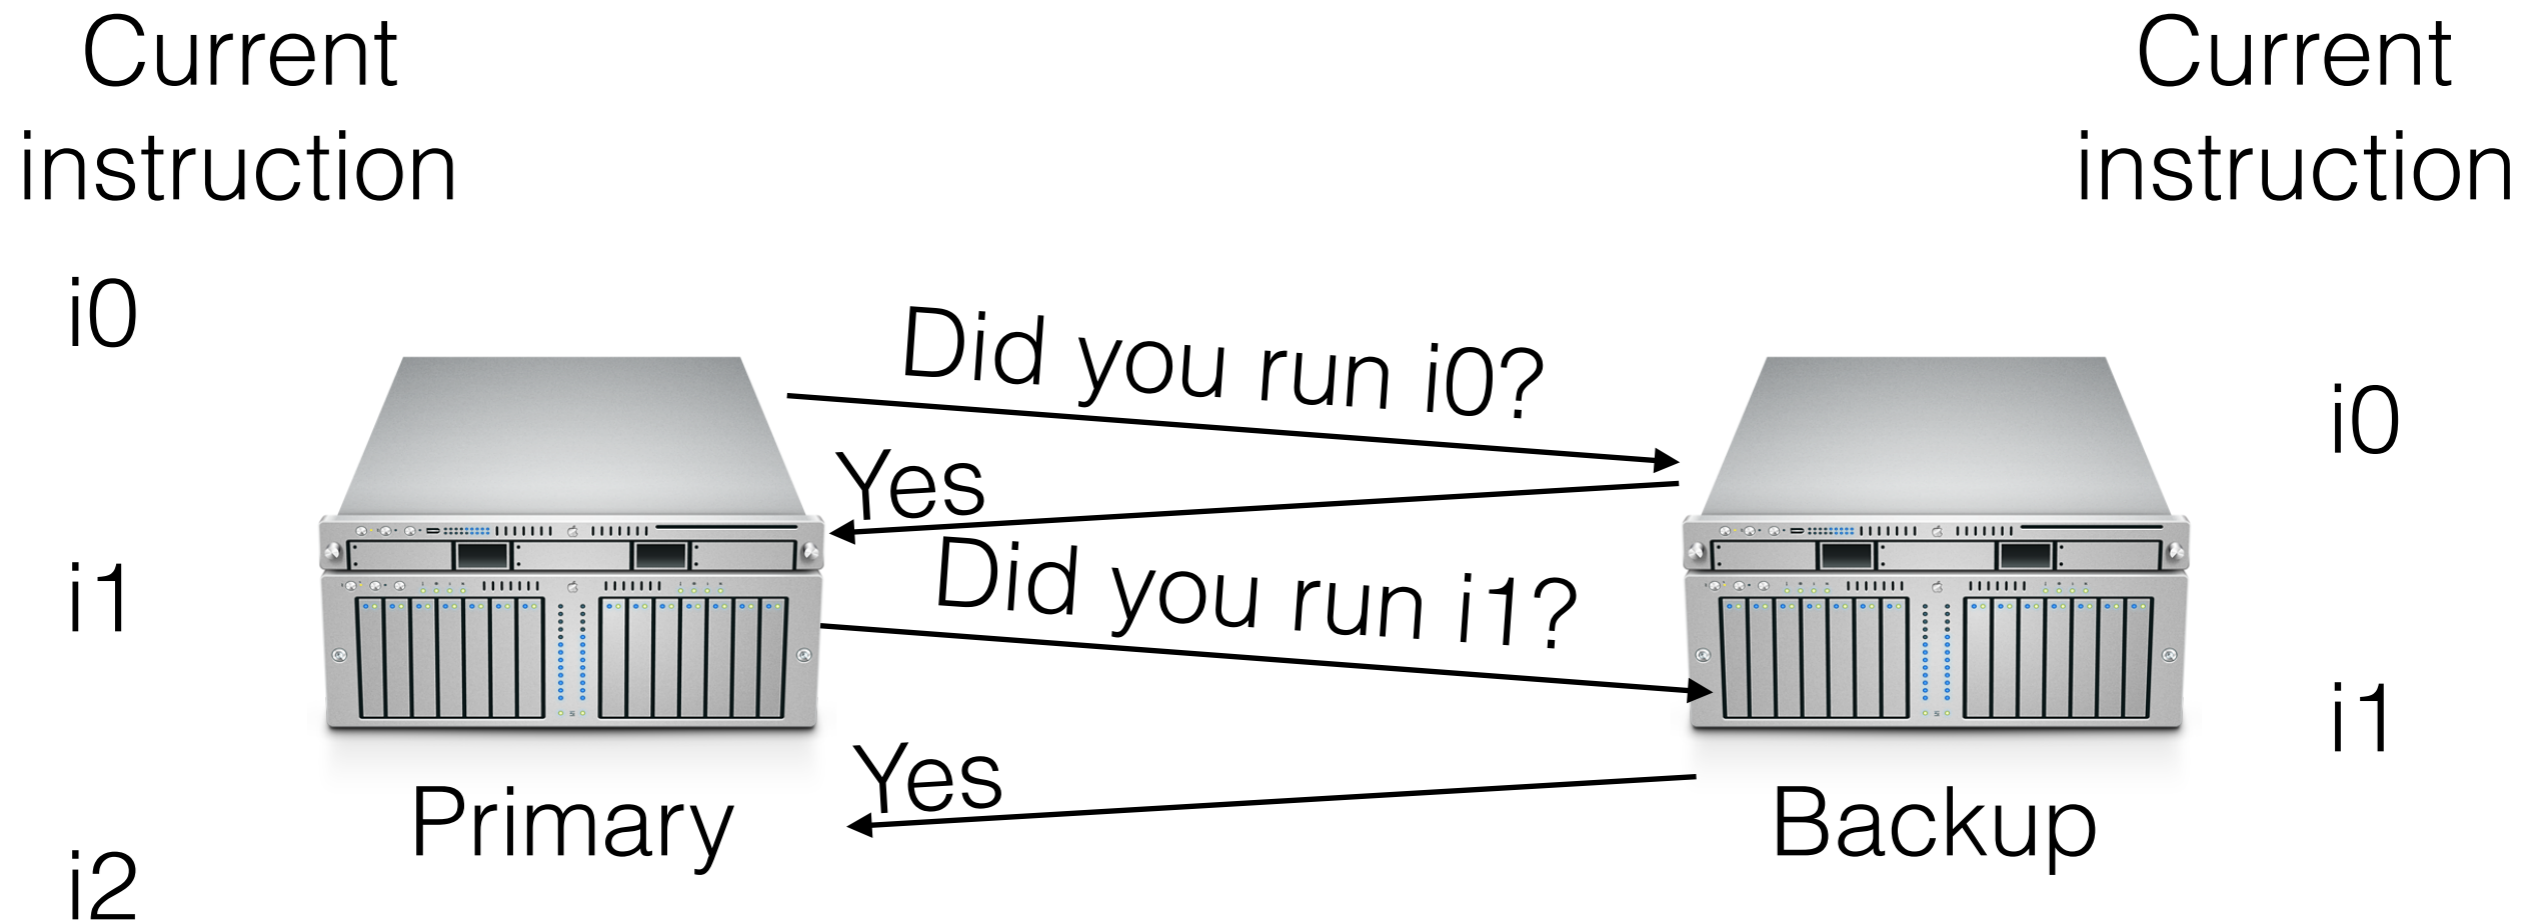 Current
instruction
Current
instruction
i0
Did you run i0?
i0
Yes
Did you run i1?
i1
i1
Yes
Primary
Backup
i2